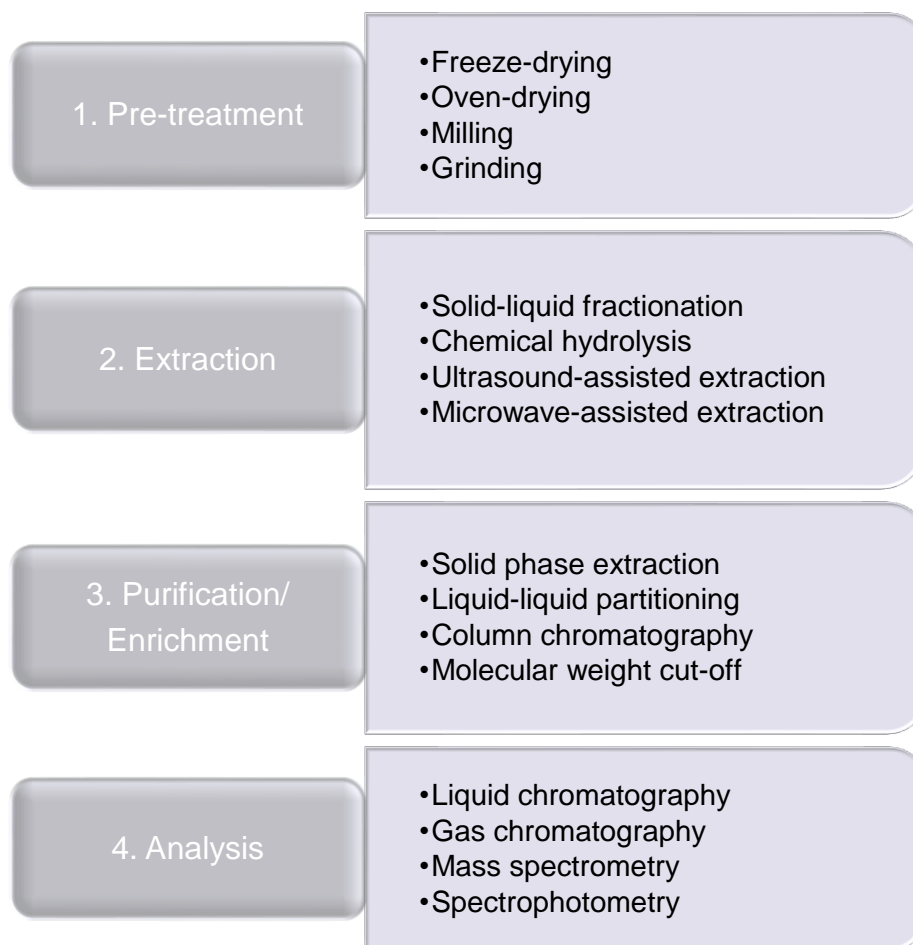 1. Pre-treatment
•Freeze-drying
•Oven-drying
•Milling
•Grinding
2. Extraction
•Solid-liquid fractionation
•Chemical hydrolysis
•Ultrasound-assisted extraction
•Microwave-assisted extraction
3. Purification/
Enrichment
•Solid phase extraction
•Liquid-liquid partitioning
•Column chromatography
•Molecular weight cut-off
4. Analysis
•Liquid chromatography
•Gas chromatography
•Mass spectrometry
•Spectrophotometry